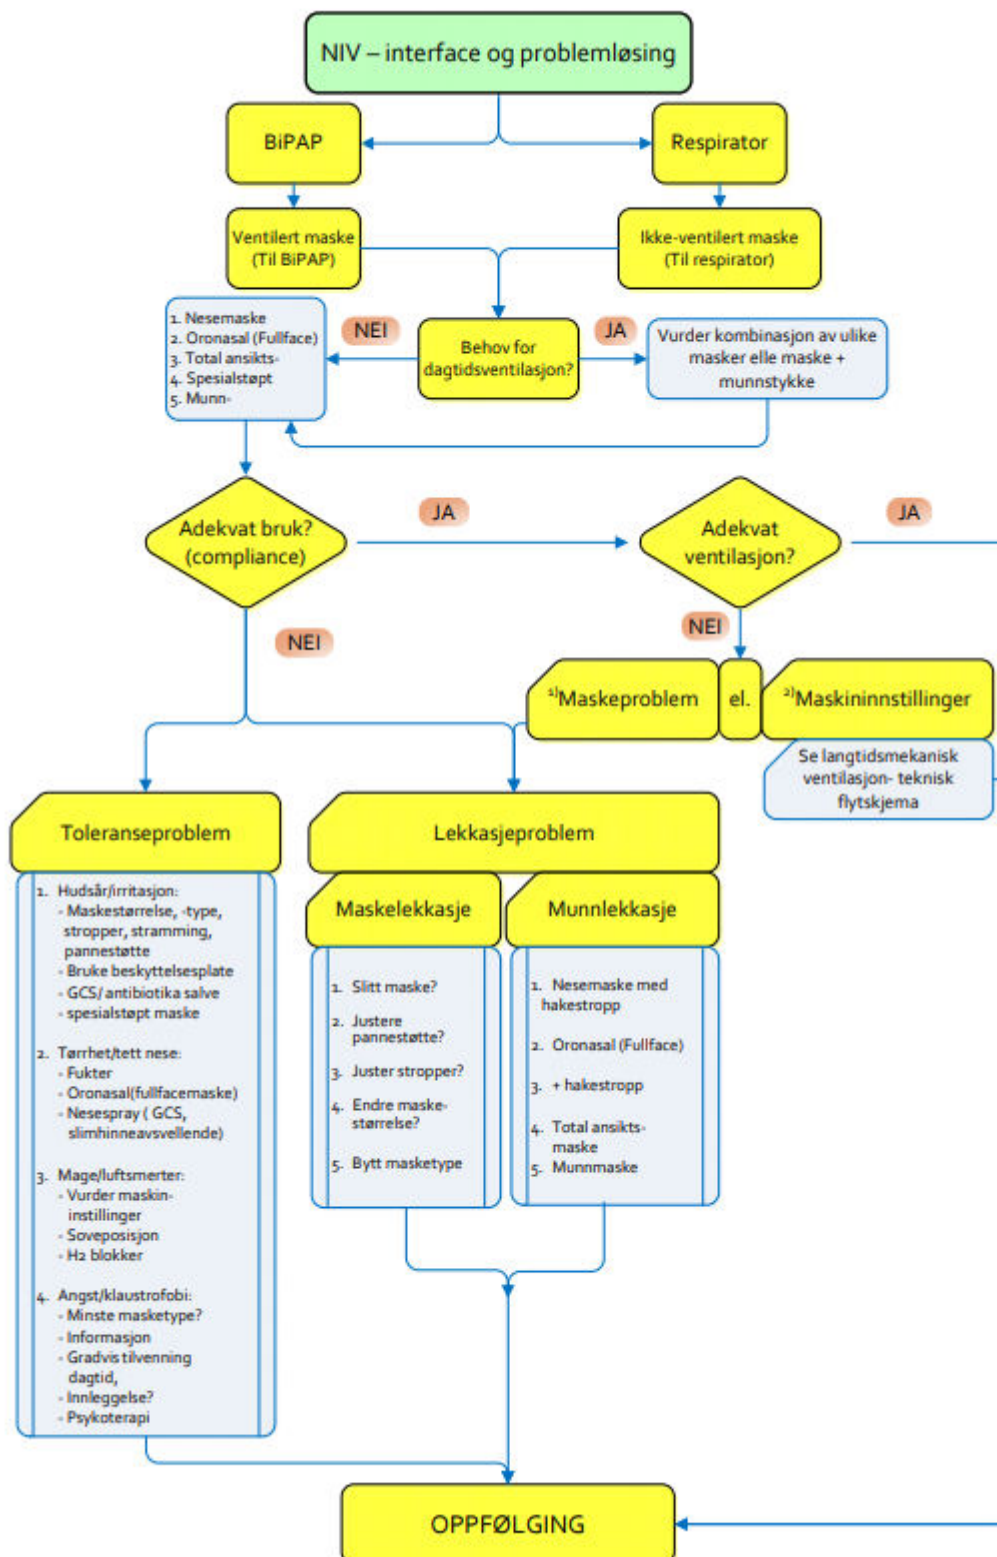 NIV – interface og problemløsing
BiPAP
Respirator
Ventilert maske
(Til BiPAP)
Ikke-ventilert maske
(Til respirator)
1. Nesemaske
2. Oronasal (Fullface)
3. Total ansikts-
4. Spesialstøpt
5. Munn-
NEI
Behov for
dagtidsventilasjon?
JA
Vurder kombinasjon av ulike
masker elle maske +
munnstykke
Adekvat bruk?
(compliance)
JA
Adekvat
ventilasjon?
JA
NEI
NEI
1)Maskeproblem
el.
2)Maskininnstillinger
Se langtidsmekanisk
ventilasjon- teknisk
flytskjema
Toleranseproblem
1. Hudsår/irritasjon:
- Maskestørrelse, -type,
stropper, stramming,
pannestøtte
- Bruke beskyttelsesplate
- GCS/ antibiotika salve
- spesialstøpt maske
2. Tørrhet/tett nese:
- Fukter
- Oronasal(fullfacemaske)
- Nesespray ( GCS,
slimhinneavsvellende)
3. Mage/luftsmerter:
- Vurder maskin-
instillinger
- Soveposisjon
- H2 blokker
4. Angst/klaustrofobi:
- Minste masketype?
- Informasjon
- Gradvis tilvenning
dagtid,
- Innleggelse?
- Psykoterapi
Lekkasjeproblem
Maskelekkasje
1. Slitt maske?
2. Justere
pannestøtte?
3. Juster stropper?
4. Endre maske-
størrelse?
5. Bytt masketype
Munnlekkasje
1. Nesemaske med
hakestropp
2. Oronasal (Fullface)
3. + hakestropp
4. Total ansikts-
maske
5. Munnmaske
OPPFØLGING